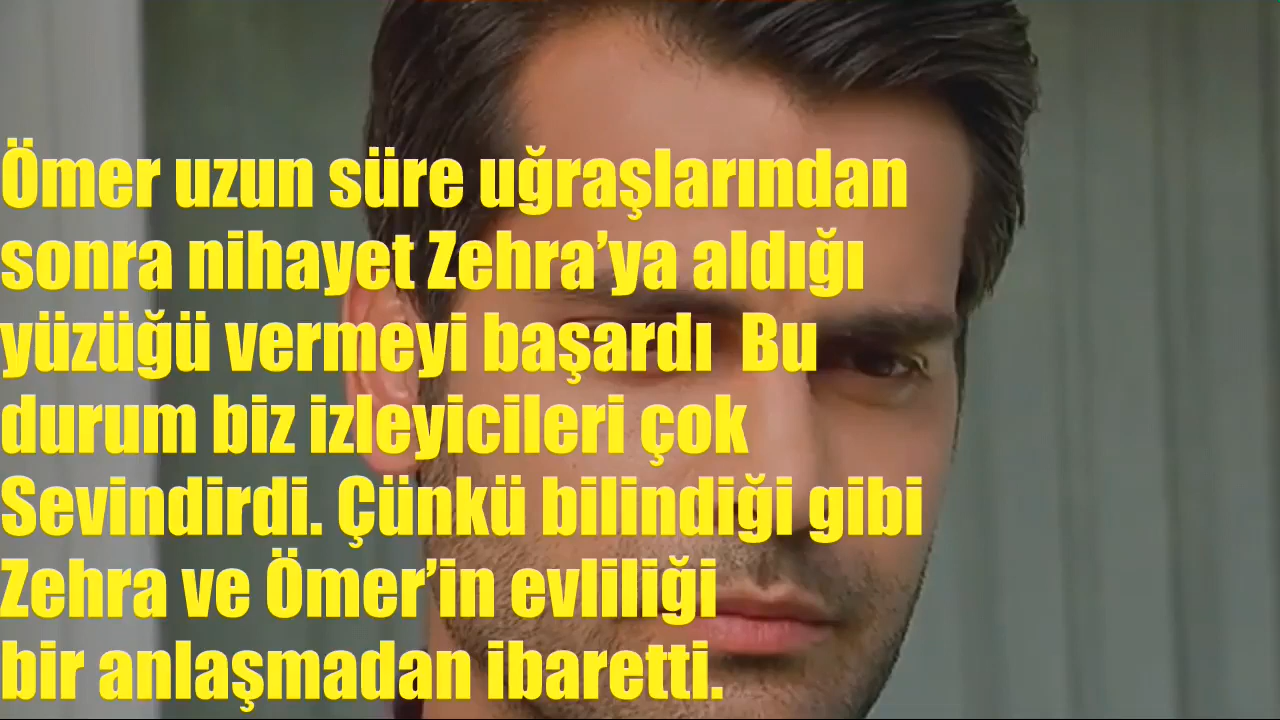 Ömer uzun süre uğraşlarından
sonra nihayet Zehra’ya aldığı
yüzüğü vermeyi başardı  Bu
durum biz izleyicileri çok
Sevindirdi. Çünkü bilindiği gibi
Zehra ve Ömer’in evliliği
bir anlaşmadan ibaretti.